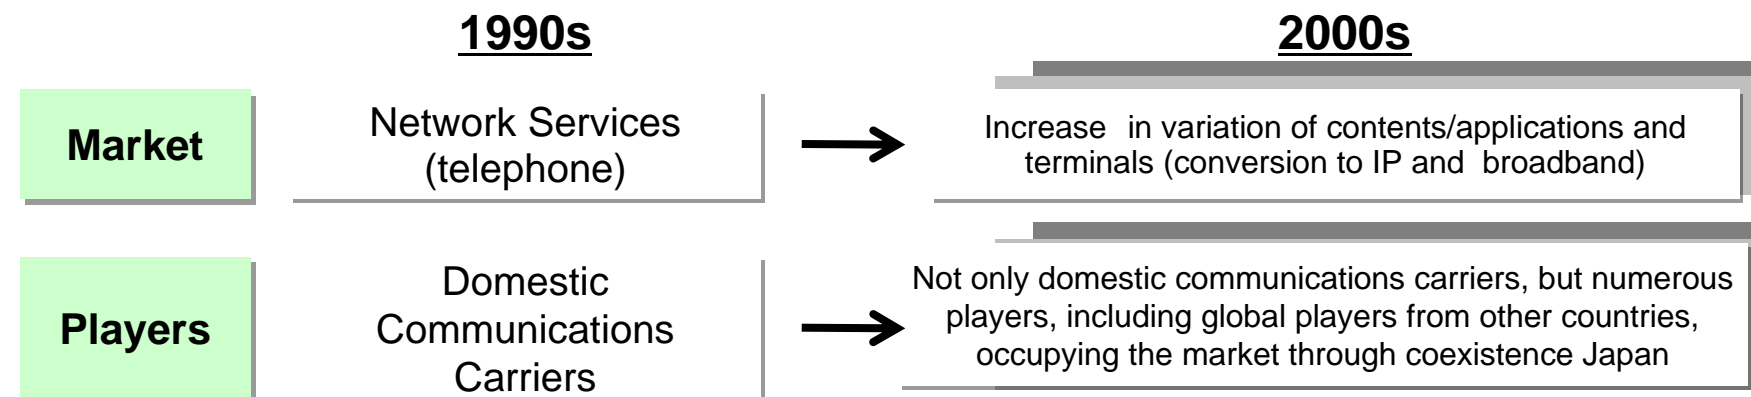 1990s
2000s
Market
Network Services
(telephone)
Increase in variation of contents/applications and
terminals (conversion to IP and broadband)
Players
Domestic
Communications
Carriers
Not only domestic communications carriers, but numerous
players, including global players from other countries,
occupying the market through coexistence Japan